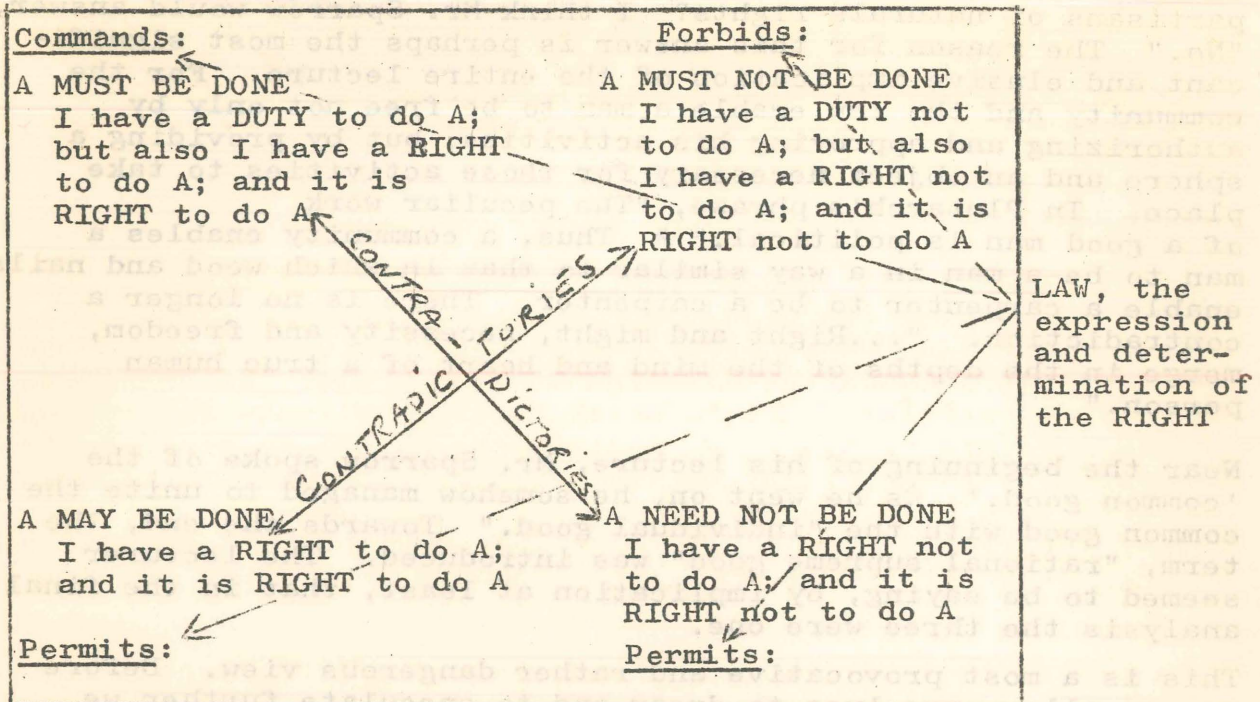 Commands:
A MUST BE DONE
I have a DUTY to do A;
but also I have a RIGHT
to do A; and it is
RIGHT to do A
Forbids:
A MUST NOT BE DONE
I have a DUTY not
to do A; but also
I have a RIGHT not
to do A; and it is
RIGHT not to do A
CONTRA-
DICTORIES
CONTRADIC-
TORIES
LAW, the
expression
and deter-
mination of
the RIGHT
A MAY BE DONE
I have a RIGHT to do A;
and it is RIGHT to do A
Permits:
A NEED NOT BE DONE
I have a RIGHT not
to do A; and it is
RIGHT not to do A
Permits: